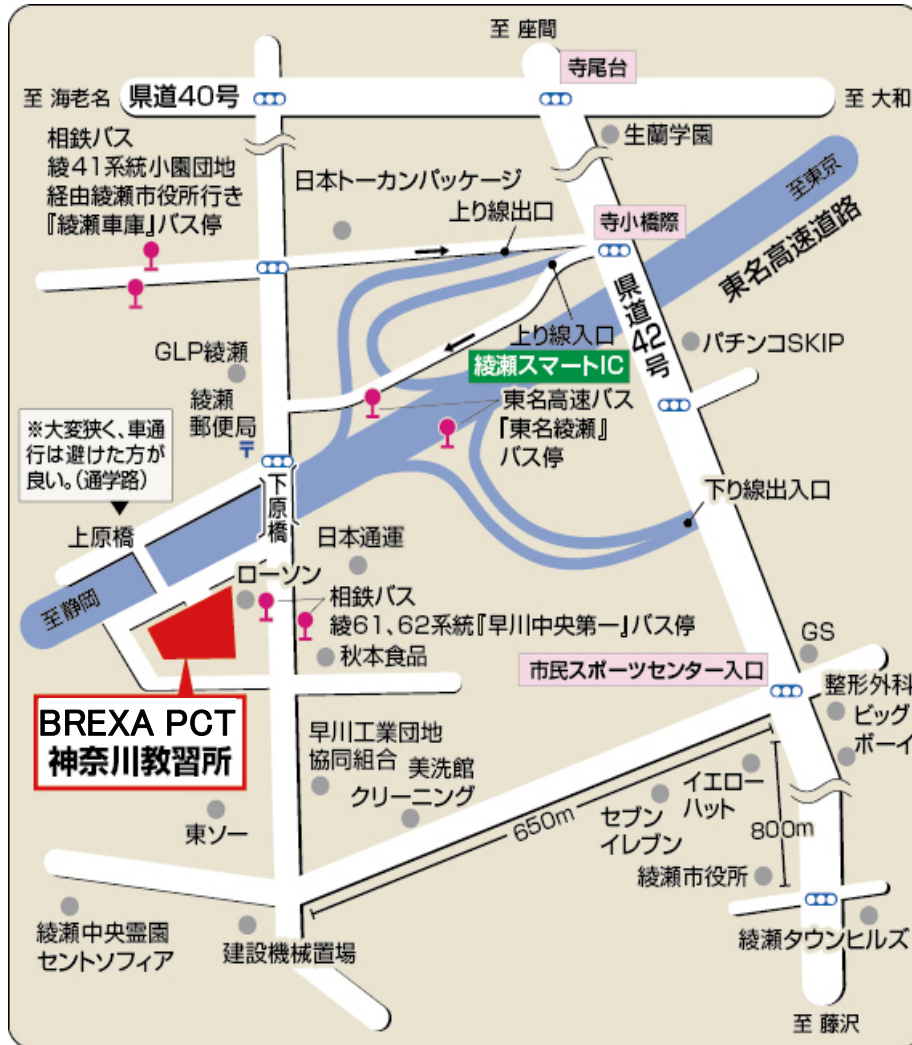 至 座間
寺尾台
至 海老名
県道40号
至 大和
相鉄バス
綾41系統小園団地
経由綾瀬市役所行き
『綾瀬車庫』バス停
生蘭学園
日本トーカンパッケージ
上り線出口
至東京
東名高速道路
寺小橋際
県道42号
上り線入口
綾瀬スマートIC
パチンコSKIP
GLP綾瀬
綾瀬
郵便局
〒
東名高速バス
『東名綾瀬』
バス停
※大変狭く、車通
行は避けた方が
良い。(通学路)
上原橋
下原橋
下り線出入口
日本通運
ローソン
至静岡
相鉄バス
綾61、62系統『早川中央第一』バス停
秋本食品
GS
市民スポーツセンター入口
整形外科
ビッグ
ボーイ
BREXA PCT
神奈川教習所
早川工業団地
協同組合
美洗館
クリーニング
イエロー
ハット
セブン
イレブン
650m
800m
東ソー
綾瀬市役所
綾瀬中央霊園
セントソフィア
建設機械置場
綾瀬タウンヒルズ
至 藤沢